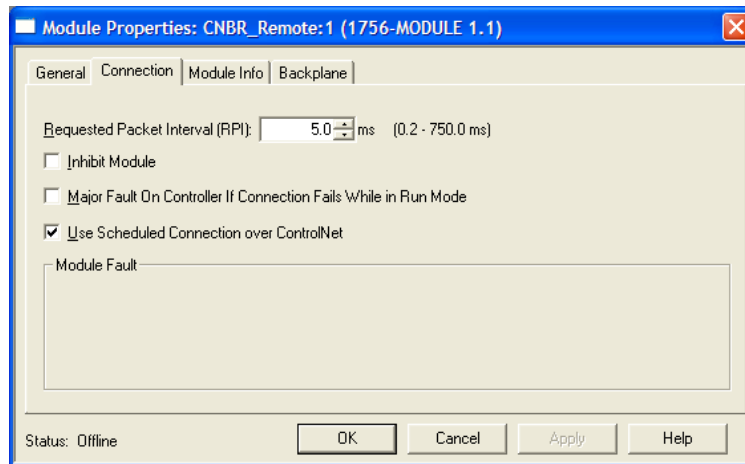 Module Properties: CNBR_Remote:1 (1756-MODULE 1.1)
General Connection Module Info Backplane
Requested Packet Interval (RPI): 5.0 ms (0.2 - 750.0 ms)
Inhibit Module
Major Fault On Controller If Connection Fails While in Run Mode
Use Scheduled Connection over ControlNet
Module Fault
Status: Offline OK Cancel Apply Help